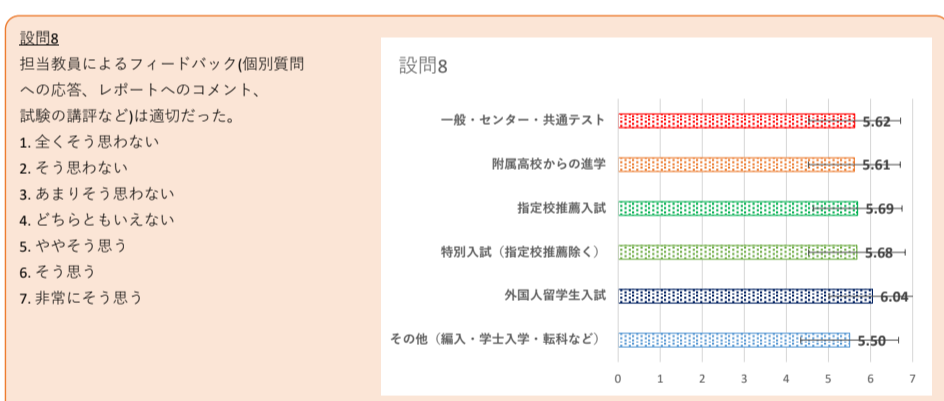 設問8
担当教員によるフィードバック(個別質問
への応答、レポートへのコメント、
試験の講評など)は適切だった。
1. 全くそう思わない
2. そう思わない
3. あまりそう思わない
4. どちらともいえない
5. ややそう思う
6. そう思う
7. 非常にそう思う
設問8
一般・センター・共通テスト 5.62
附属高校からの進学 5.61
指定校推薦入試 5.69
特別入試（指定校推薦除く） 5.68
外国人留学生入試 6.04
その他（編入・学士入学・転科など） 5.50
0 1 2 3 4 5 6 7